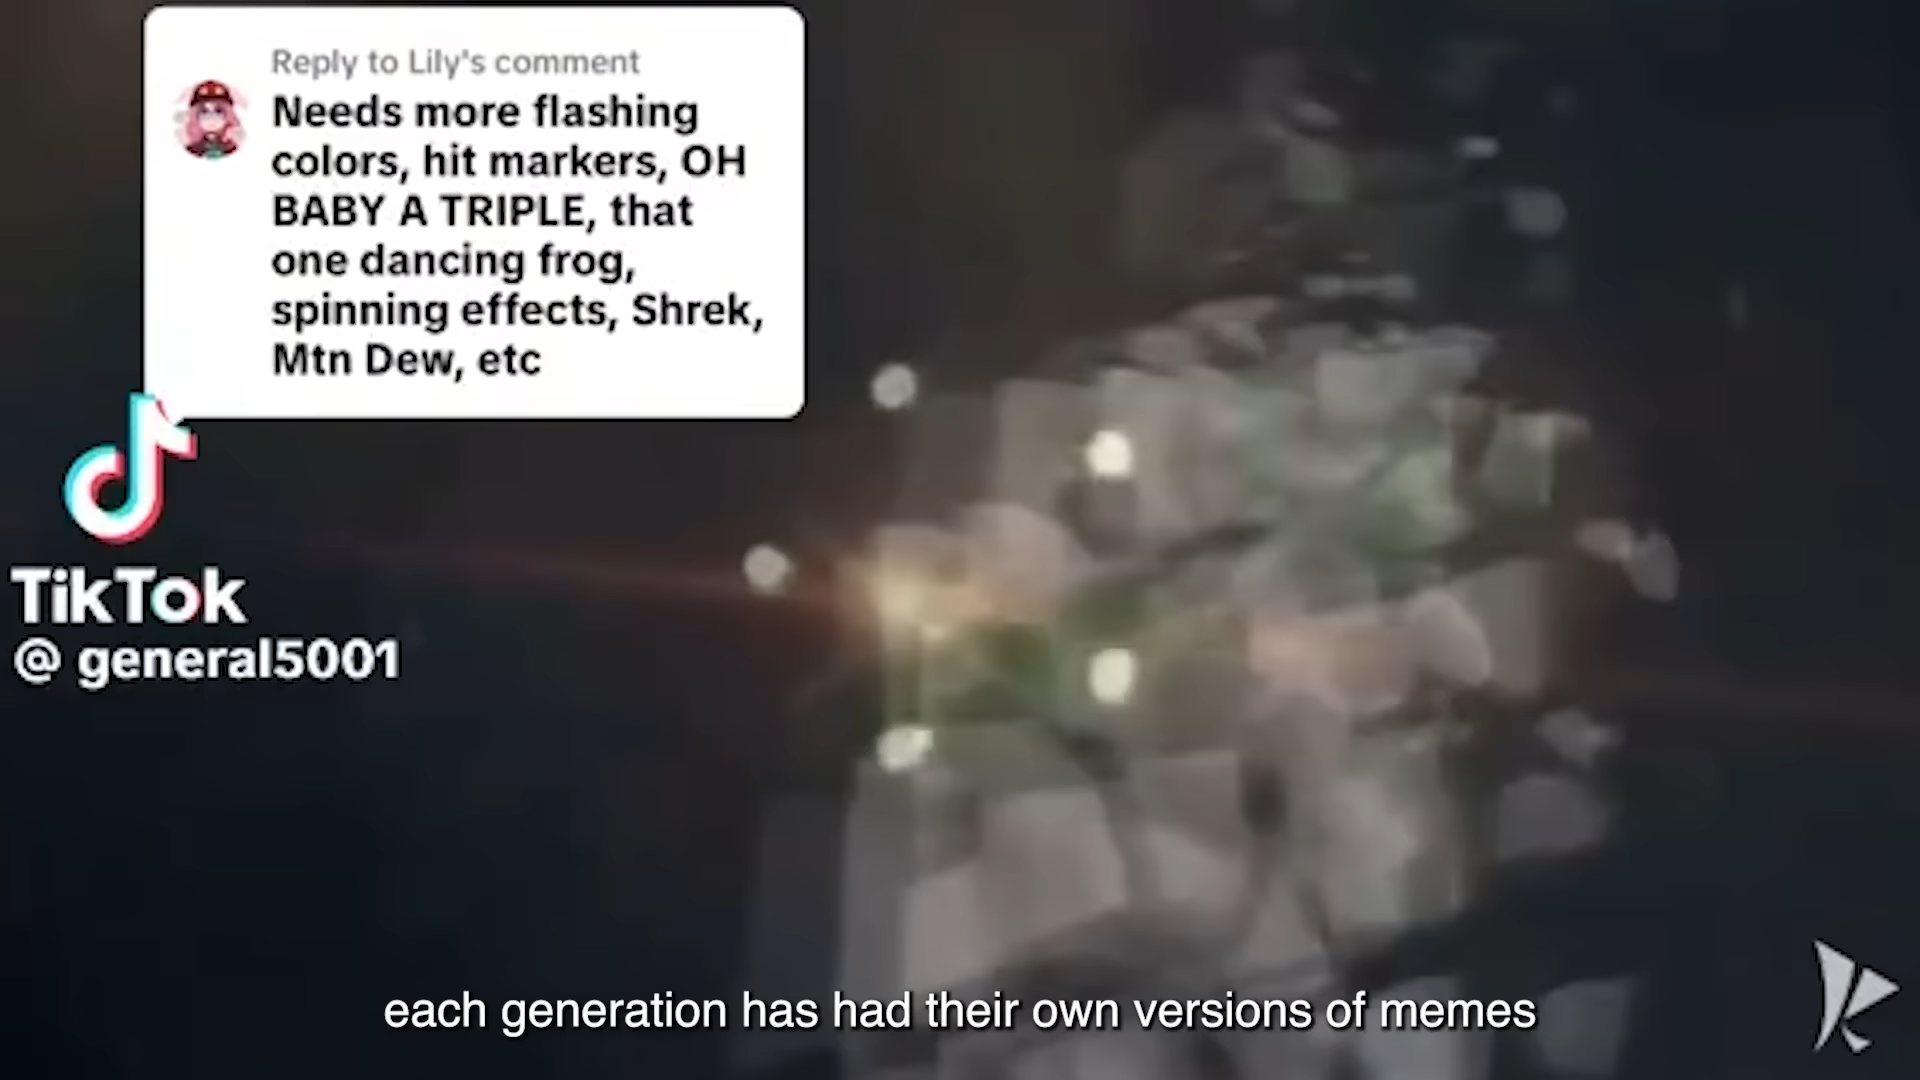 Reply to Lily's comment
Needs more flashing
colors, hit markers, OH
BABY A TRIPLE, that
one dancing frog,
spinning effects, Shrek,
Mtn Dew, etc
TikTok
@ general5001
each generation has had their own versions of memes